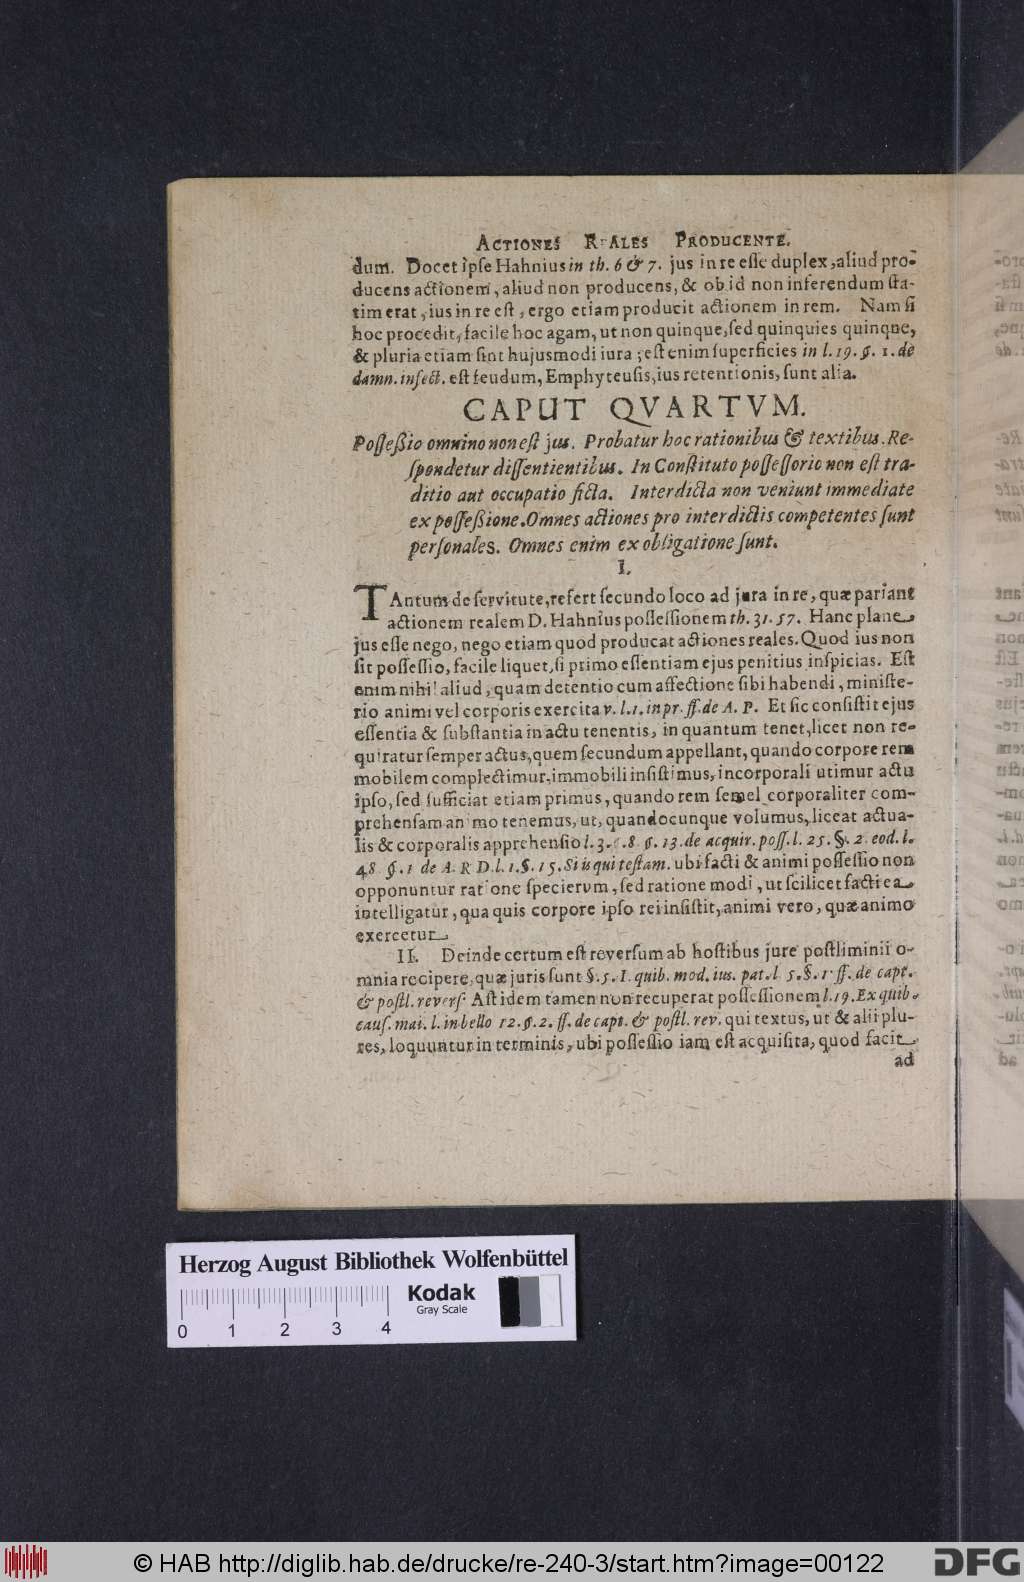 ACTIONES REALES PRODUCENTE.
dum. Docet ipse Hahnius in th. 6 & 7. jus in re esse duplex, aliud pro-
ducens actionem, aliud non producens, & ob id non inferendum sta-
tim erat, ius in re est, ergo etiam producit actionem in rem. Nam si
hoc procedit, facile hoc agam, ut non quinque, sed quinquies quinque,
& pluria etiam sint hujusmodi iura; est enim superficies in l. 19. §. 1. de
damn. infect. est feudum, Emphyteusis, ius retentionis, sunt alia.
CAPUT QVARTVM.
Posseßio omnino non est jus. Probatur hoc rationibus & textibus. Re-
spondetur dissentientibus. In Constituto possessorio non est tra-
ditio aut occupatio ficta. Interdicta non veniunt immediate
ex posseßione. Omnes actiones pro interdictis competentes sunt
personales. Omnes enim ex obligatione sunt.
I.
TAntum de servitute, refert secundo loco ad jura in re, quæ pariant
actionem realem D. Hahnius possessionem th. 31. 57. Hanc plane
jus esse nego, nego etiam quod producat actiones reales. Quod ius non
sit possessio, facile liquet, si primo essentiam ejus penitius inspicias. Est
enim nihil aliud, quam detentio cum affectione sibi habendi, ministe-
rio animi vel corporis exercita v. l. 1. in pr. ff. de A. P. Et sic consistit ejus
essentia & substantia in actu tenentis, in quantum tenet, licet non re-
quiratur semper actus, quem secundum appellant, quando corpore rem
mobilem complectimur, immobili insistimus, incorporali utimur actu
ipso, sed sufficiat etiam primus, quando rem semel corporaliter com-
prehensam animo tenemus, ut, quandocunque volumus, liceat actua-
lis & corporalis apprehensio l. 3. §. 8. §. 13. de acquir. poss. l. 25. §. 2. eod. l.
48. §. 1 de A. R D. l. 1. §. 15. Si is qui testam. ubi facti & animi possessio non
opponuntur ratione specierum, sed ratione modi, ut scilicet facti ea
intelligatur, qua quis corpore ipso rei insistit, animi vero, quæ animo
exercetur.
II. Deinde certum est reversum ab hostibus jure postliminii o-
mnia recipere, quæ juris sunt §. 5. I. quib. mod. ius. pat. l 5. §. 1. ff. de capt.
& postl. revers. Ast idem tamen non recuperat possessionem l. 19. Ex quib.
caus. mai. l. in bello 12. §. 2. ff. de capt. & postl. rev. qui textus, ut & alii plu-
res, loquuntur in terminis, ubi possessio iam est acquisita, quod facit
ad
Herzog August Bibliothek Wolfenbüttel
Kodak
Gray Scale
0 1 2 3 4
© HAB http://diglib.hab.de/drucke/re-240-3/start.htm?image=00122
DFG